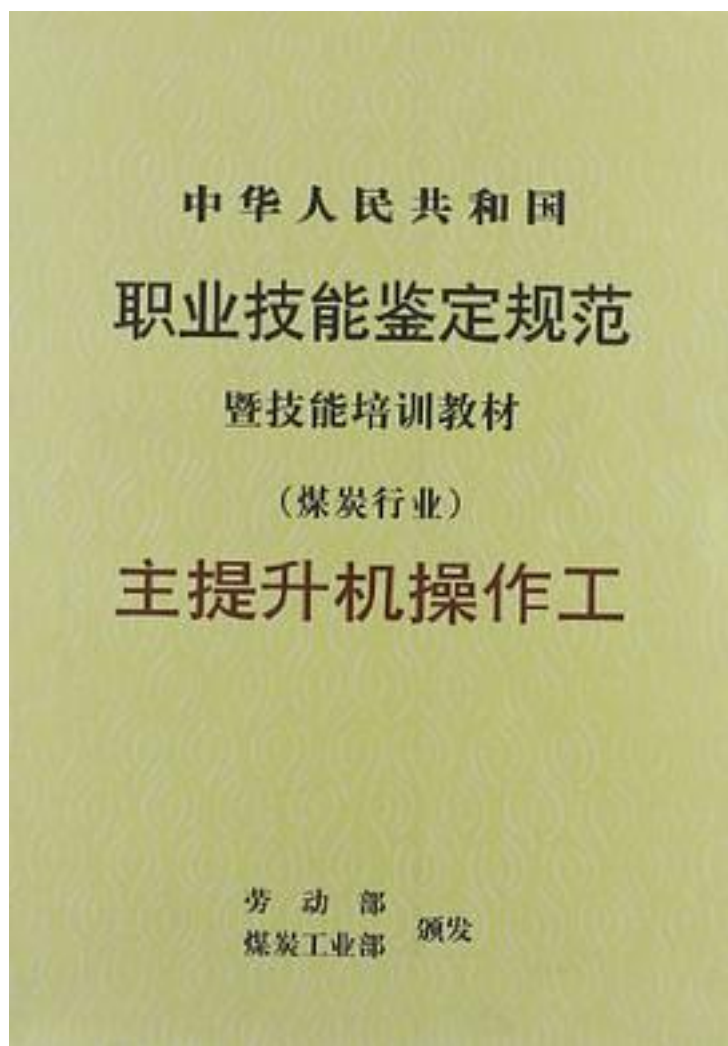 中华人民共和国
职业技能鉴定规范
暨技能培训教材
（煤炭行业）
主提升机操作工
劳动部
煤炭工业部 颁发